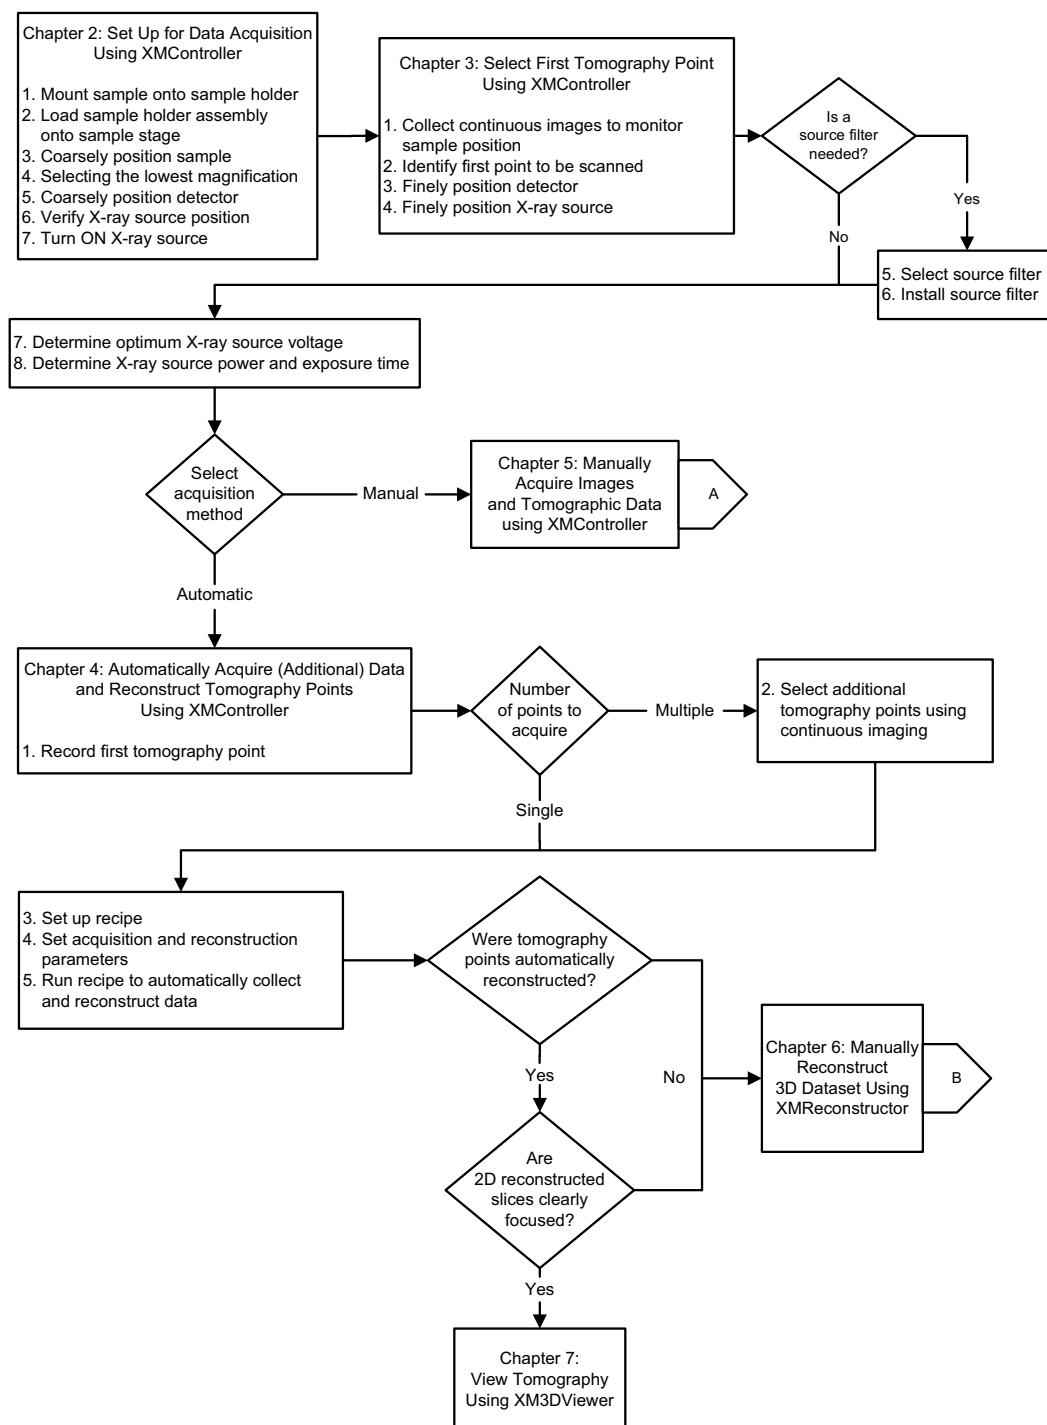 Chapter 2: Set Up for Data Acquisition
Using XMController
1. Mount sample onto sample holder
2. Load sample holder assembly
onto sample stage
3. Coarsely position sample
4. Selecting the lowest magnification
5. Coarsely position detector
6. Verify X-ray source position
7. Turn ON X-ray source
Chapter 3: Select First Tomography Point
Using XMController
1. Collect continuous images to monitor
sample position
2. Identify first point to be scanned
3. Finely position detector
4. Finely position X-ray source
Is a
source filter
needed?
Yes
No
5. Select source filter
6. Install source filter
7. Determine optimum X-ray source voltage
8. Determine X-ray source power and exposure time
Select
acquisition
method
Manual
Chapter 5: Manually
Acquire Images
and Tomographic Data
using XMController
A
Automatic
Chapter 4: Automatically Acquire (Additional) Data
and Reconstruct Tomography Points
Using XMController
1. Record first tomography point
Number
of points to
acquire
Multiple
2. Select additional
tomography points using
continuous imaging
Single
3. Set up recipe
4. Set acquisition and reconstruction
parameters
5. Run recipe to automatically collect
and reconstruct data
Were tomography
points automatically
reconstructed?
Yes
No
Chapter 6: Manually
Reconstruct
3D Dataset Using
XMReconstructor
B
Are
2D reconstructed
slices clearly
focused?
Yes
Chapter 7:
View Tomography
Using XM3DViewer